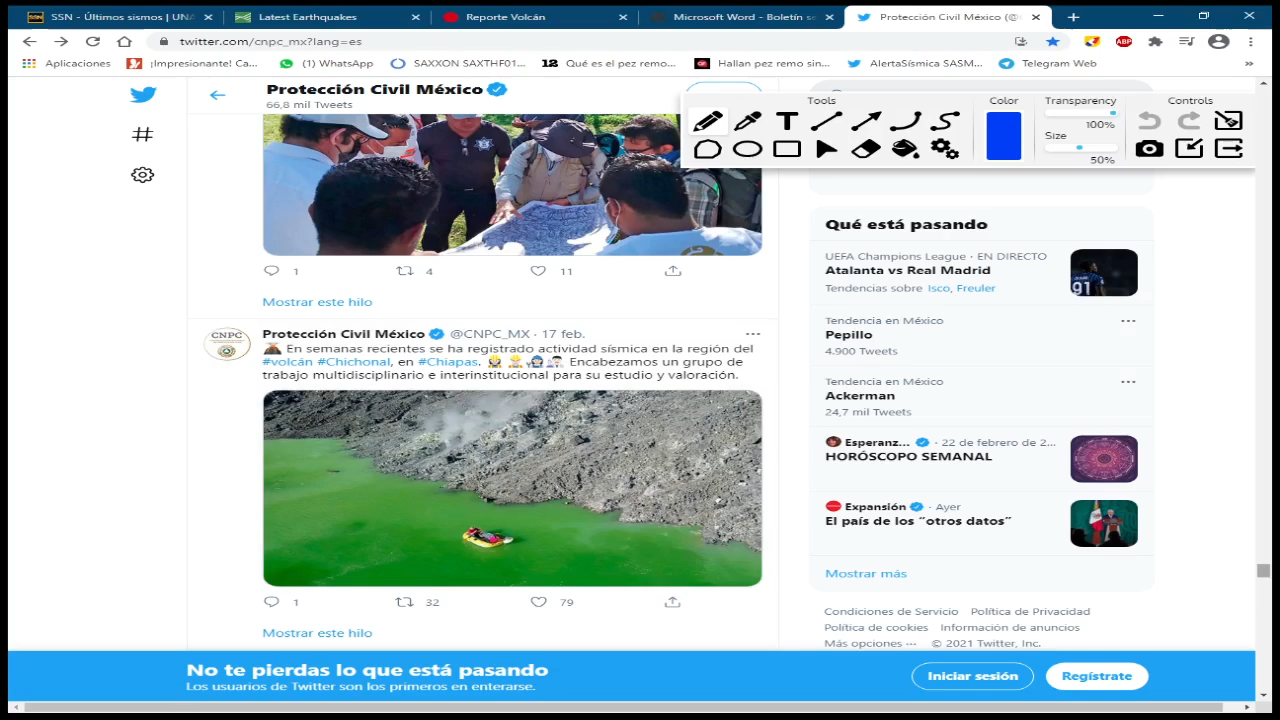 SSN - Últimos sismos | UNA
Latest Earthquakes
Reporte Volcán
Microsoft Word - Boletín se
Protección Civil México (@
twitter.com/cnpc_mx?lang=es
Aplicaciones
¡Impresionante! Ca...
(1) WhatsApp
SAXXON SAXTHF01...
12 Qué es el pez remo...
Hallan pez remo sin...
AlertaSísmica SASM...
Telegram Web
ABP
Protección Civil México
66,8 mil Tweets
Tools
Color
Transparency
100%
Size
50%
Controls
1 4 11
Mostrar este hilo
CNPC
Protección Civil México @CNPC_MX · 17 feb.
En semanas recientes se ha registrado actividad sísmica en la región del
#volcán #Chichonal, en #Chiapas. Encabezamos un grupo de
trabajo multidisciplinario e interinstitucional para su estudio y valoración.
1 32 79
Mostrar este hilo
Qué está pasando
UEFA Champions League · EN DIRECTO
Atalanta vs Real Madrid
Tendencias sobre Isco, Freuler
91
Tendencia en México
Pepillo
4.900 Tweets
Tendencia en México
Ackerman
24,7 mil Tweets
Esperanz... · 22 de febrero de 2...
HORÓSCOPO SEMANAL
Expansión · Ayer
El país de los “otros datos”
Mostrar más
Condiciones de Servicio Política de Privacidad
Política de cookies Información de anuncios
Más opciones ··· © 2021 Twitter, Inc.
No te pierdas lo que está pasando
Los usuarios de Twitter son los primeros en enterarse.
Iniciar sesión
Regístrate